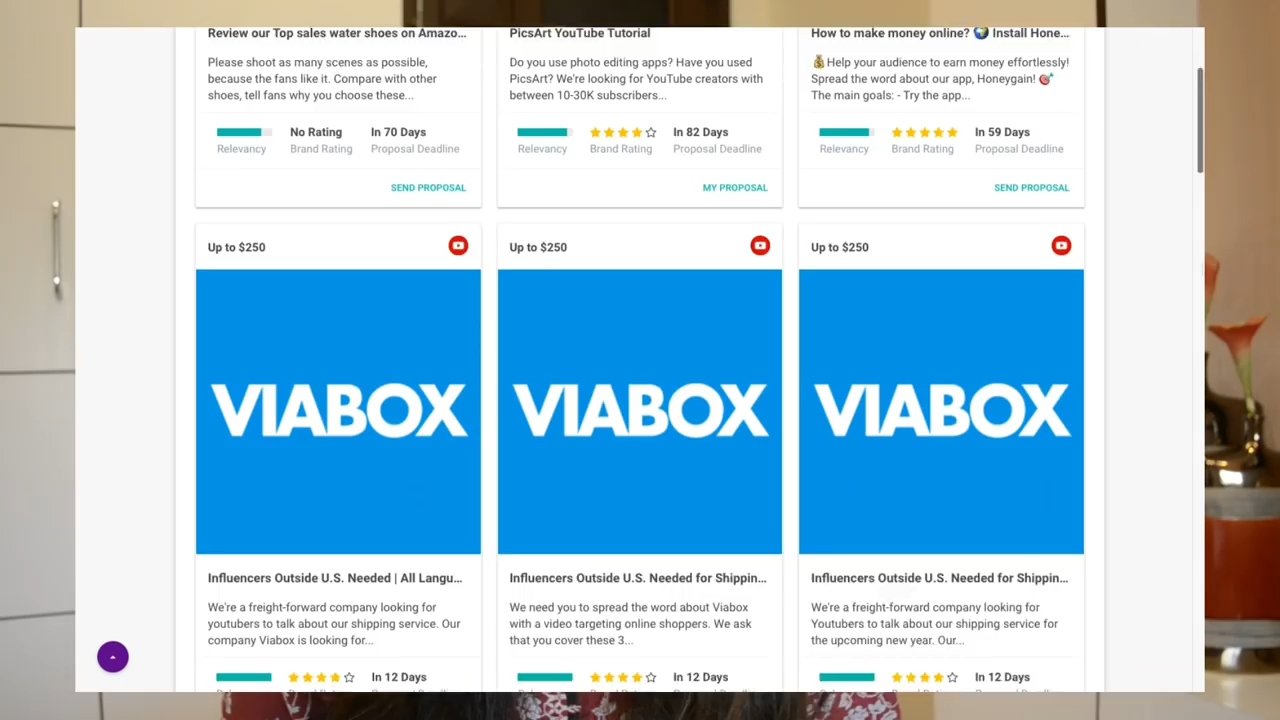 Review our Top sales water shoes on Amazo...
Please shoot as many scenes as possible,
because the fans like it. Compare with other
shoes, tell fans why you choose these...
No Rating
In 70 Days
Relevancy
Brand Rating
Proposal Deadline
SEND PROPOSAL
PicsArt YouTube Tutorial
Do you use photo editing apps? Have you used
PicsArt? We're looking for YouTube creators with
between 10-30K subscribers...
In 82 Days
Relevancy
Brand Rating
Proposal Deadline
MY PROPOSAL
How to make money online? 🌍 Install Hone...
💰Help your audience to earn money effortlessly!
Spread the word about our app, Honeygain! 🎯
The main goals: - Try the app...
In 59 Days
Relevancy
Brand Rating
Proposal Deadline
SEND PROPOSAL
Up to $250
VIABOX
Influencers Outside U.S. Needed | All Langu...
We're a freight-forward company looking for
youtubers to talk about our shipping service. Our
company Viabox is looking for...
In 12 Days
Up to $250
VIABOX
Influencers Outside U.S. Needed for Shippin...
We need you to spread the word about Viabox
with a video targeting online shoppers. We ask
that you cover these 3...
In 12 Days
Up to $250
VIABOX
Influencers Outside U.S. Needed for Shippin...
We're a freight-forward company looking for
Youtubers to talk about our shipping service for
the upcoming new year. Our...
In 12 Days